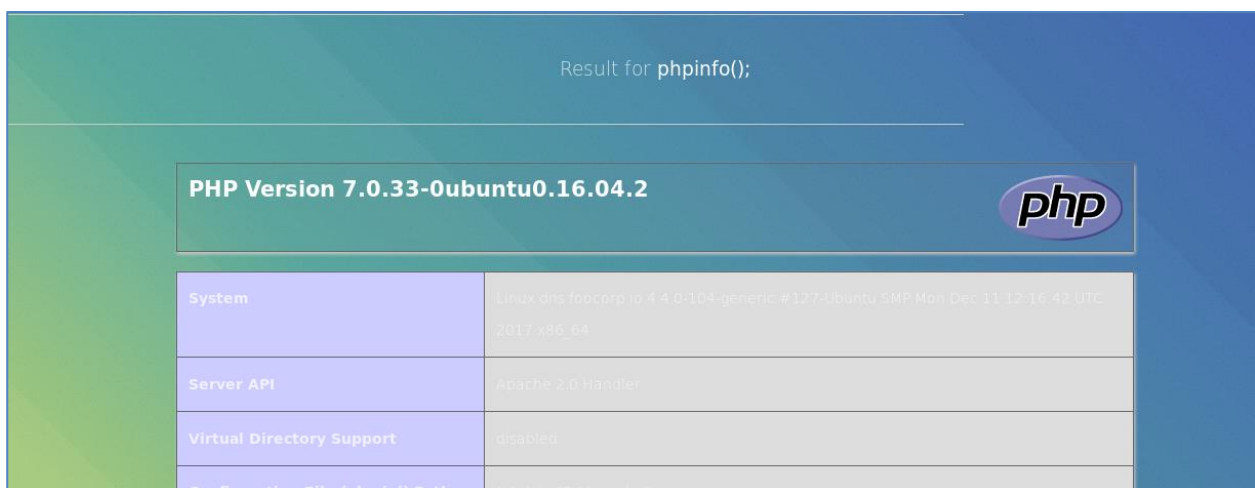 Result for phpinfo();
PHP Version 7.0.33-0ubuntu0.16.04.2
php
System
Linux dns.foocorp.io 4.4.0-104-generic #127-Ubuntu SMP Mon Dec 11 12:16:42 UTC
2017 x86_64
Server API
Apache 2.0 Handler
Virtual Directory Support
disabled